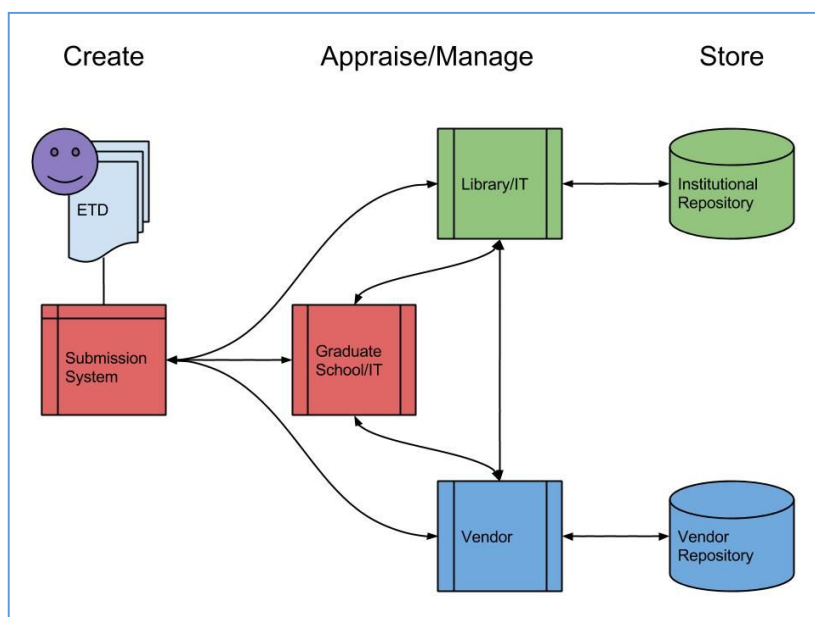 Create
Appraise/Manage
Store
ETD
Library/IT
Institutional
Repository
Submission
System
Graduate
School/IT
Vendor
Vendor
Repository